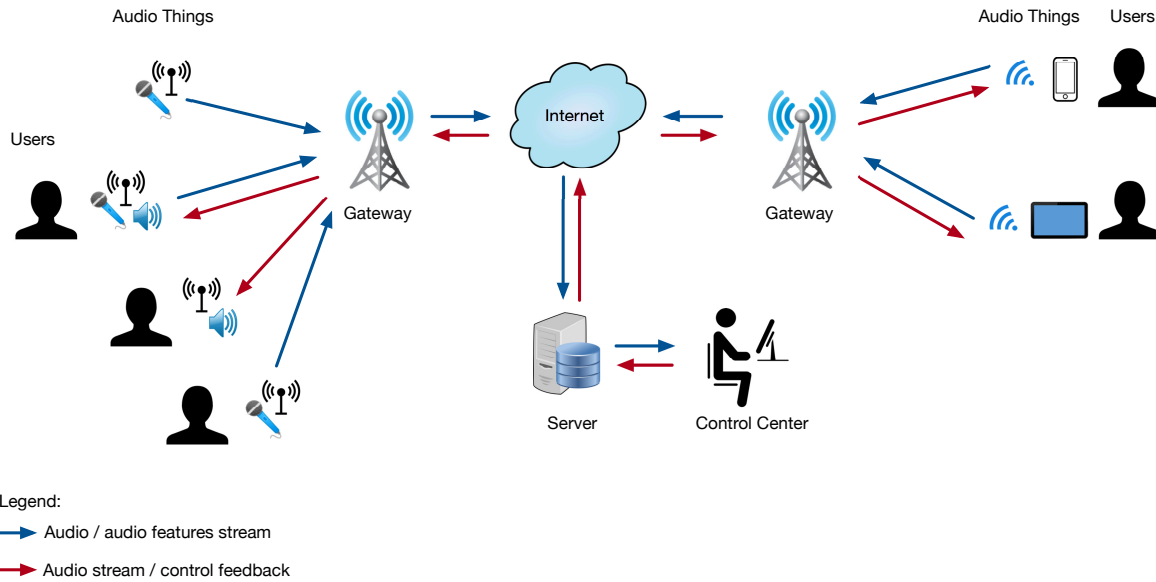 Audio Things
Audio Things
Users
Internet
Users
Gateway
Gateway
Server
Control Center
Legend:
Audio / audio features stream
Audio stream / control feedback